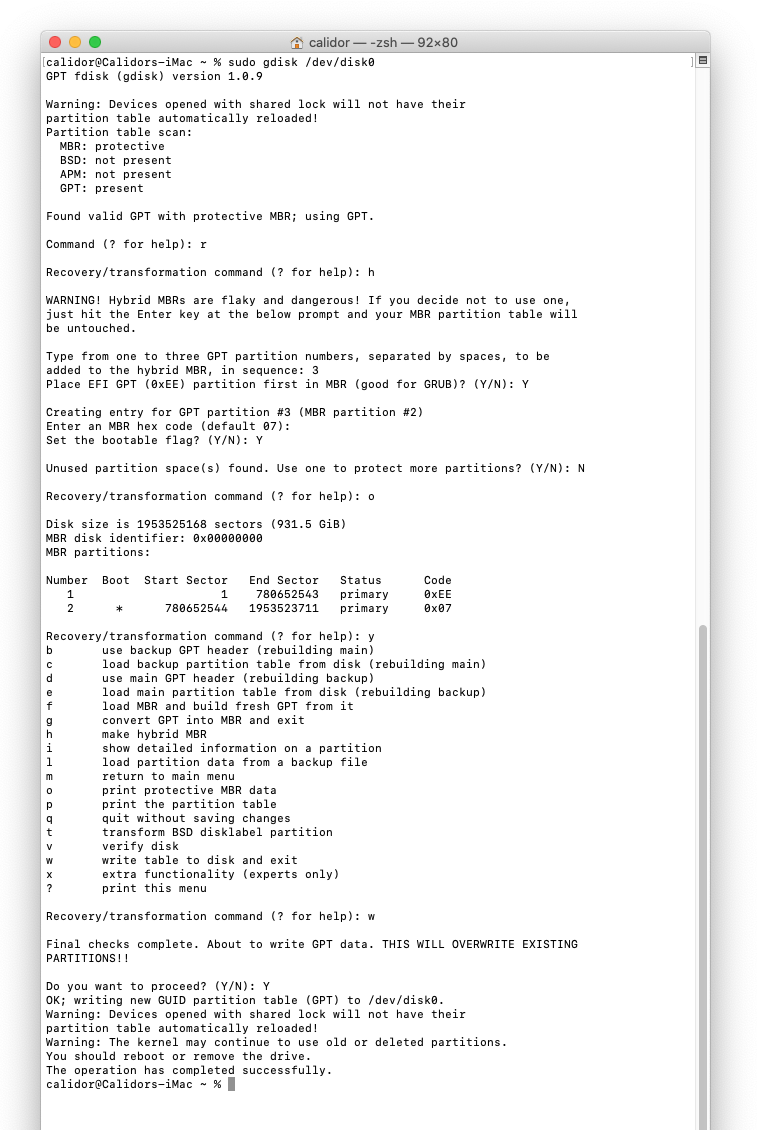 calidor — -zsh — 92×80
[calidor@Calidors-iMac ~ % sudo gdisk /dev/disk0 ]
GPT fdisk (gdisk) version 1.0.9
Warning: Devices opened with shared lock will not have their
partition table automatically reloaded!
Partition table scan:
  MBR: protective
  BSD: not present
  APM: not present
  GPT: present
Found valid GPT with protective MBR; using GPT.
Command (? for help): r
Recovery/transformation command (? for help): h
WARNING! Hybrid MBRs are flaky and dangerous! If you decide not to use one,
just hit the Enter key at the below prompt and your MBR partition table will
be untouched.
Type from one to three GPT partition numbers, separated by spaces, to be
added to the hybrid MBR, in sequence: 3
Place EFI GPT (0xEE) partition first in MBR (good for GRUB)? (Y/N): Y
Creating entry for GPT partition #3 (MBR partition #2)
Enter an MBR hex code (default 07):
Set the bootable flag? (Y/N): Y
Unused partition space(s) found. Use one to protect more partitions? (Y/N): N
Recovery/transformation command (? for help): o
Disk size is 1953525168 sectors (931.5 GiB)
MBR disk identifier: 0x00000000
MBR partitions:
Number  Boot  Start Sector   End Sector   Status      Code
   1                     1    780652543   primary     0xEE
   2      *      780652544   1953523711   primary     0x07
Recovery/transformation command (? for help): y
b       use backup GPT header (rebuilding main)
c       load backup partition table from disk (rebuilding main)
d       use main GPT header (rebuilding backup)
e       load main partition table from disk (rebuilding backup)
f       load MBR and build fresh GPT from it
g       convert GPT into MBR and exit
h       make hybrid MBR
i       show detailed information on a partition
l       load partition data from a backup file
m       return to main menu
o       print protective MBR data
p       print the partition table
q       quit without saving changes
t       transform BSD disklabel partition
v       verify disk
w       write table to disk and exit
x       extra functionality (experts only)
?       print this menu
Recovery/transformation command (? for help): w
Final checks complete. About to write GPT data. THIS WILL OVERWRITE EXISTING
PARTITIONS!!
Do you want to proceed? (Y/N): Y
OK; writing new GUID partition table (GPT) to /dev/disk0.
Warning: Devices opened with shared lock will not have their
partition table automatically reloaded!
Warning: The kernel may continue to use old or deleted partitions.
You should reboot or remove the drive.
The operation has completed successfully.
calidor@Calidors-iMac ~ %